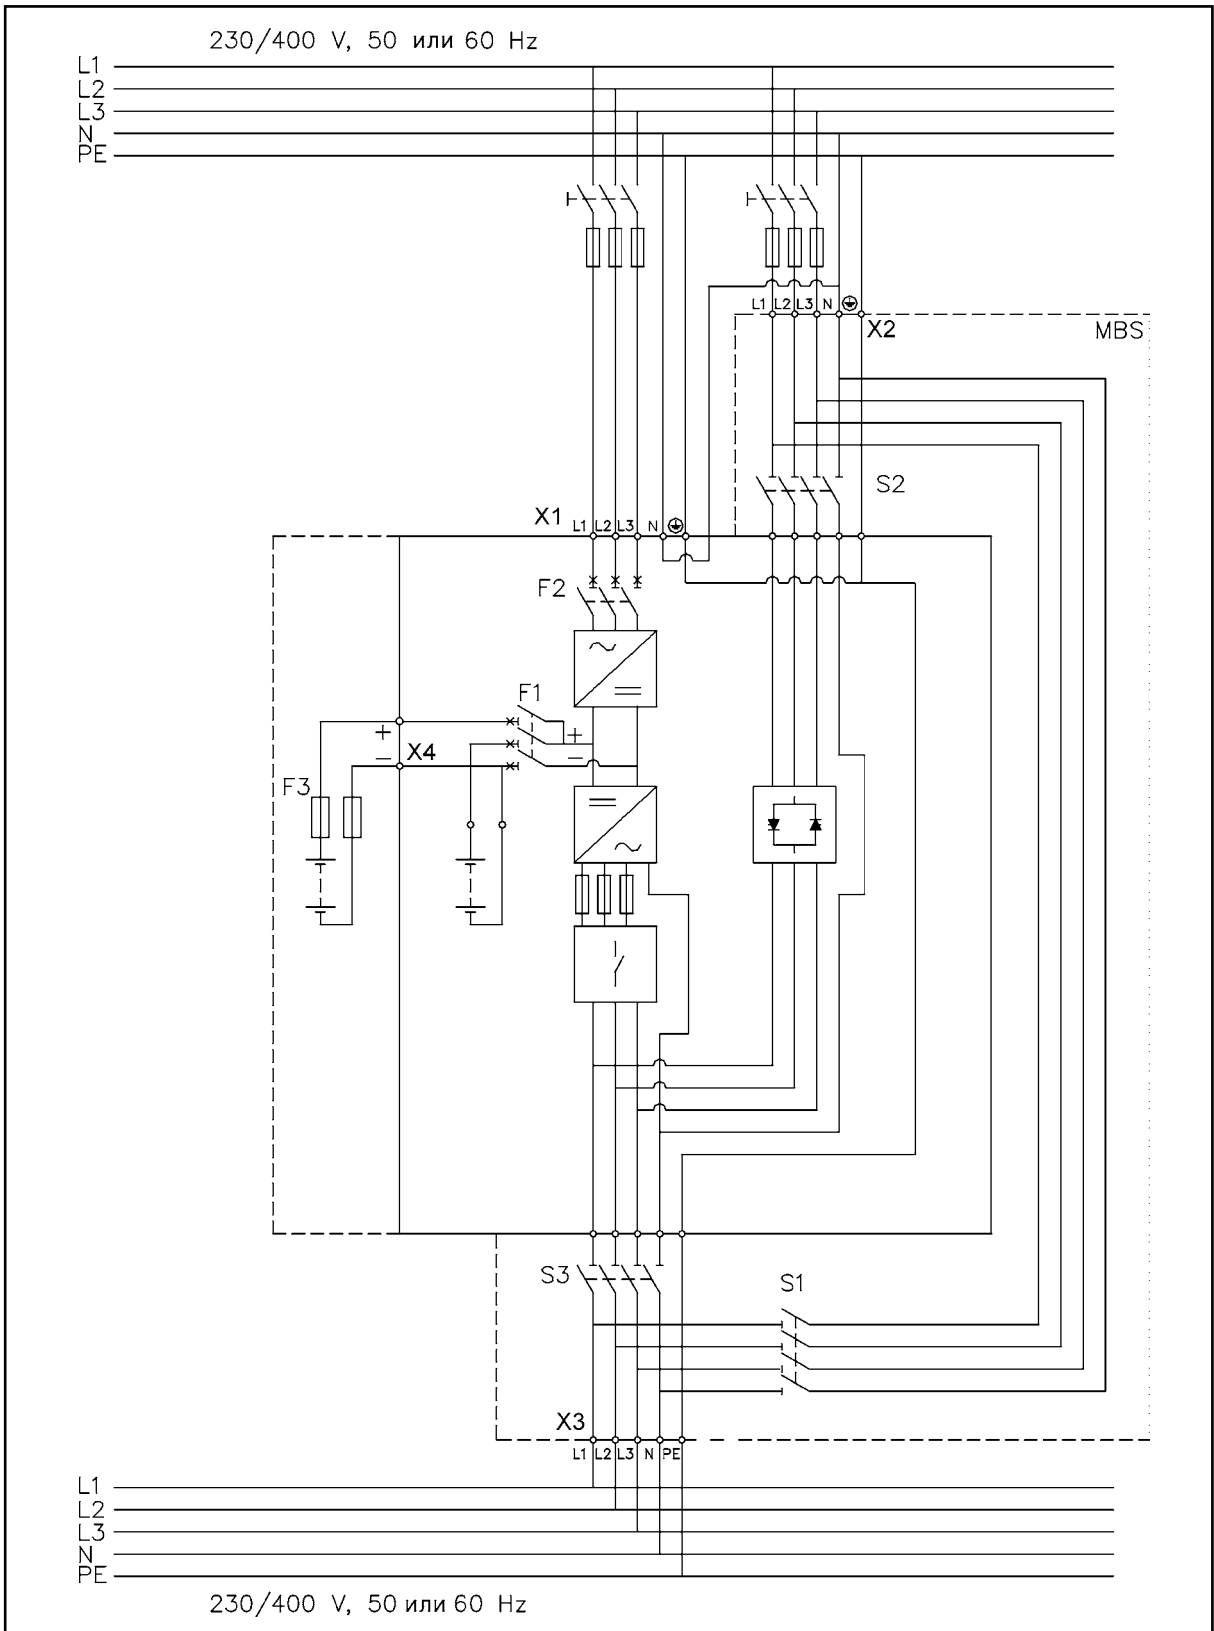 230/400 V, 50 или 60 Hz
L1
L2
L3
N
PE
L1 L2 L3 N
X2
MBS
S2
X1
L1 L2 L3 N
F2
F1
+
+
−
−
X4
F3
S3
S1
X3
L1 L2 L3 N PE
L1
L2
L3
N
PE
230/400 V, 50 или 60 Hz